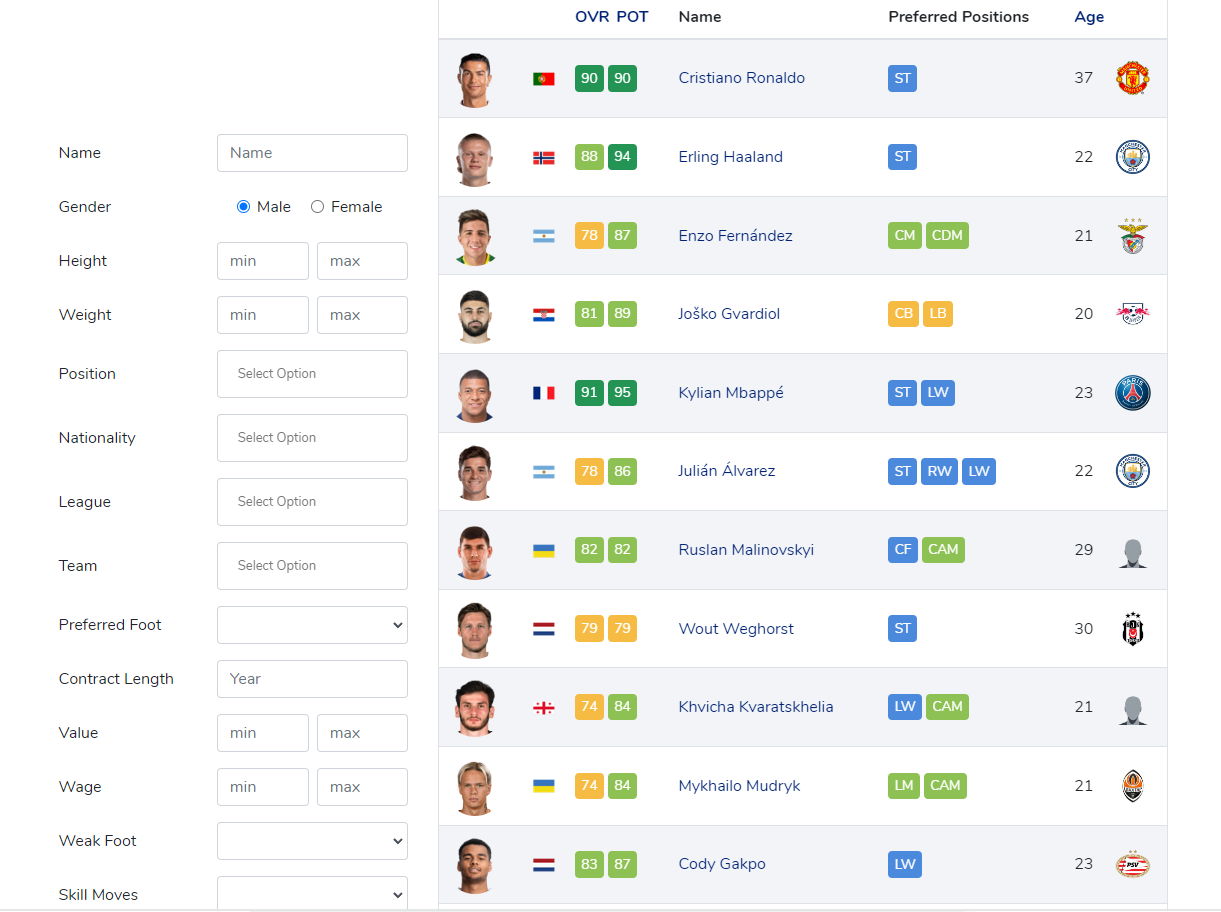 OVR POT Name Preferred Positions Age
90 90 Cristiano Ronaldo ST 37
88 94 Erling Haaland ST 22
78 87 Enzo Fernández CM CDM 21
81 89 Joško Gvardiol CB LB 20
91 95 Kylian Mbappé ST LW 23
78 86 Julián Álvarez ST RW LW 22
82 82 Ruslan Malinovskyi CF CAM 29
79 79 Wout Weghorst ST 30
74 84 Khvicha Kvaratskhelia LW CAM 21
74 84 Mykhailo Mudryk LM CAM 21
83 87 Cody Gakpo LW 23
PARIS
PSV
Name Name
Gender Male Female
Height min max
Weight min max
Position Select Option
Nationality Select Option
League Select Option
Team Select Option
Preferred Foot
Contract Length Year
Value min max
Wage min max
Weak Foot
Skill Moves